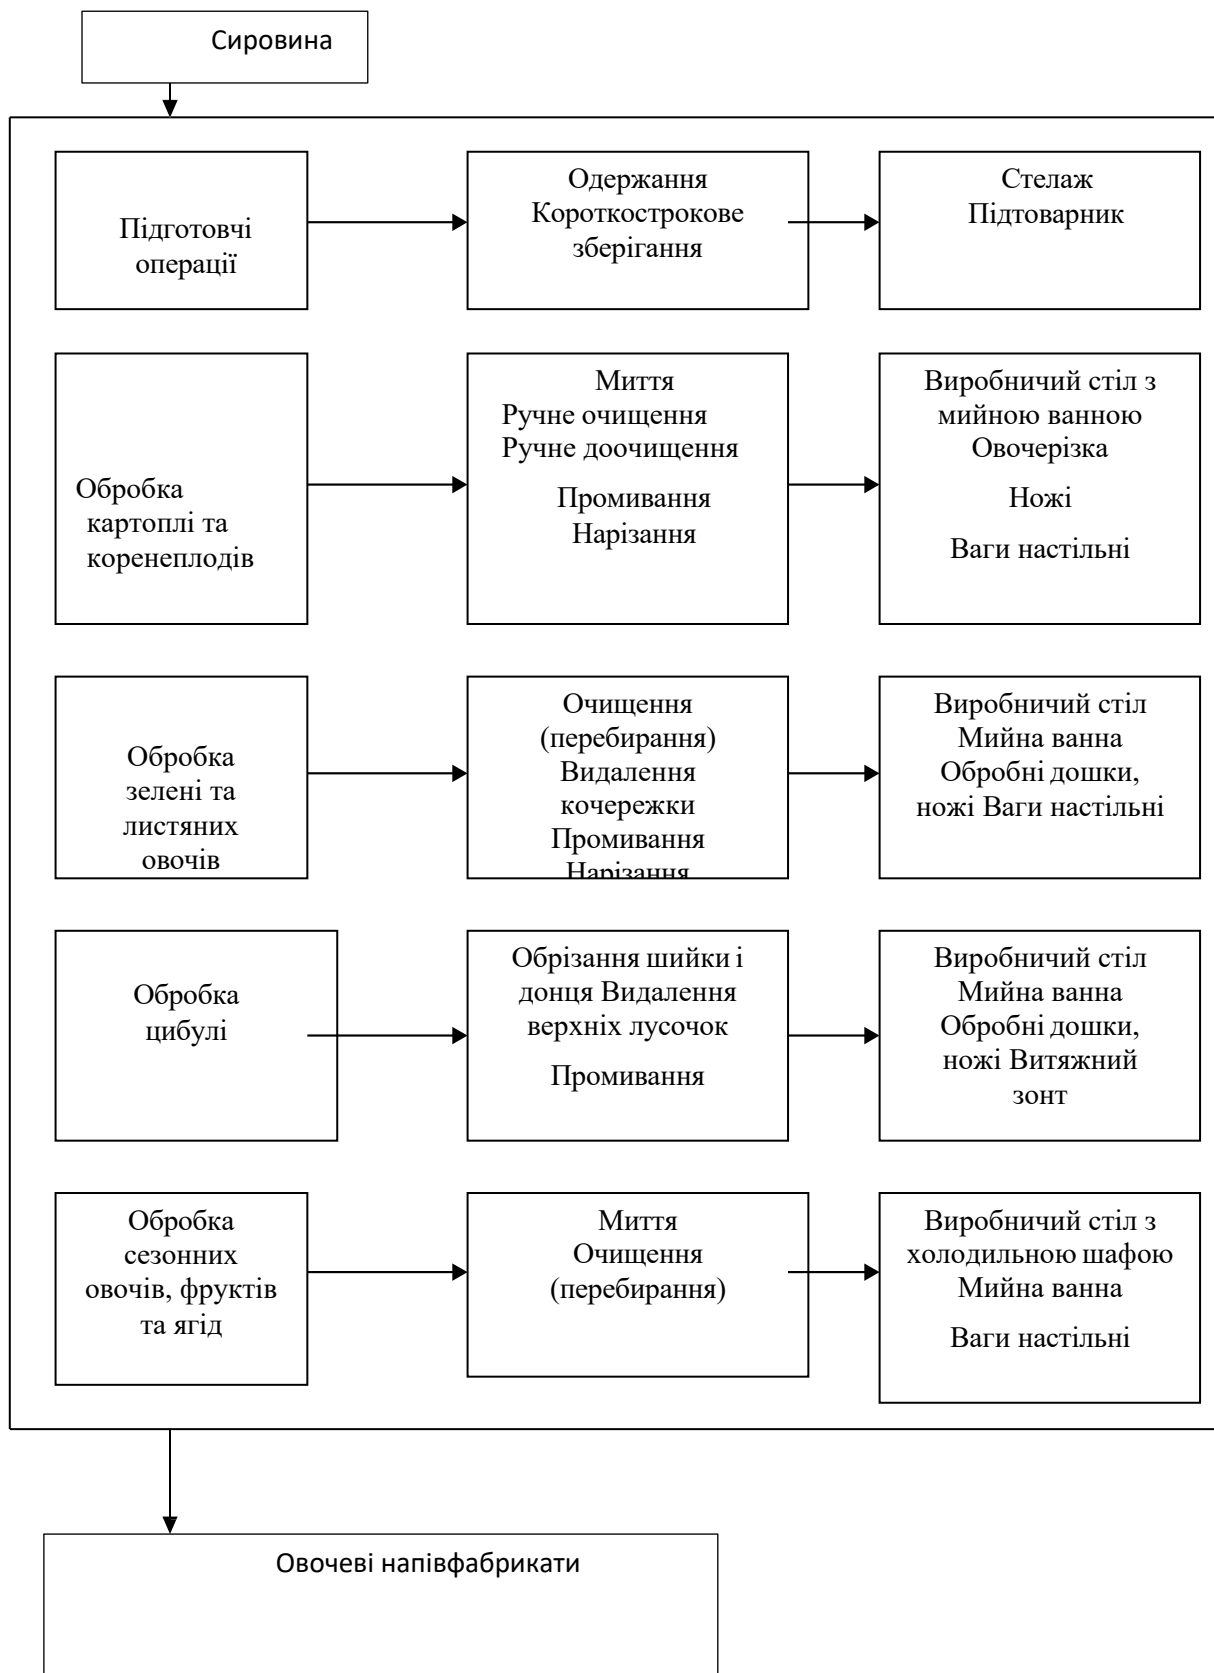 Сировина
Підготовчі
операції
Одержання
Короткострокове
зберігання
Стелаж
Підтоварник
Обробка
картоплі та
коренеплодів
Миття
Ручне очищення
Ручне доочищення
Промивання
Нарізання
Виробничий стіл з
мийною ванною
Овочерізка
Ножі
Ваги настільні
Обробка
зелені та
листяних
овочів
Очищення
(перебирання)
Видалення
кочережки
Промивання
Нарізання
Виробничий стіл
Мийна ванна
Обробні дошки,
ножі Ваги настільні
Обробка
цибулі
Обрізання шийки і
донця Видалення
верхніх лусочок
Промивання
Виробничий стіл
Мийна ванна
Обробні дошки,
ножі Витяжний
зонт
Обробка
сезонних
овочів, фруктів
та ягід
Миття
Очищення
(перебирання)
Виробничий стіл з
холодильною шафою
Мийна ванна
Ваги настільні
Овочеві напівфабрикати